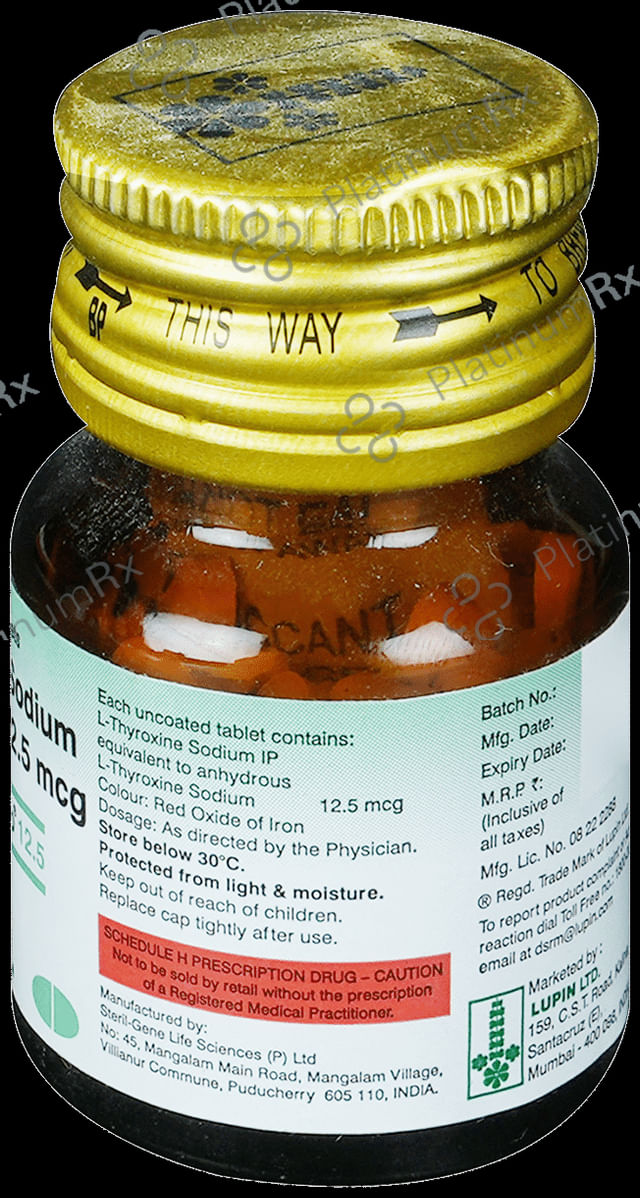 THIS WAY
TO
Sodium
2.5 mcg
12.5
Each uncoated tablet contains:
L-Thyroxine Sodium IP
equivalent to anhydrous
L-Thyroxine Sodium 12.5 mcg
Colour: Red Oxide of Iron
Dosage: As directed by the Physician.
Store below 30°C.
Protected from light & moisture.
Keep out of reach of children.
Replace cap tightly after use.
SCHEDULE H PRESCRIPTION DRUG – CAUTION
Not to be sold by retail without the prescription
of a Registered Medical Practitioner.
Manufactured by:
Steril-Gene Life Sciences (P) Ltd
No: 45, Mangalam Main Road, Mangalam Village,
Villianur Commune, Puducherry 605 110, INDIA.
Batch No.:
Mfg. Date:
Expiry Date:
M.R.P. ₹:
(Inclusive of
all taxes)
Mfg. Lic. No. 08 22 2288
® Regd. Trade Mark of Lupin
To report product complaint
reaction dial Toll Free no.:
email at dsrm@lupin.com
Marketed by:
LUPIN LTD.
159, C.S.T. Road,
Santacruz (E),
Mumbai - 400 098,
PlatinumRx
PlatinumRx
PlatinumRx